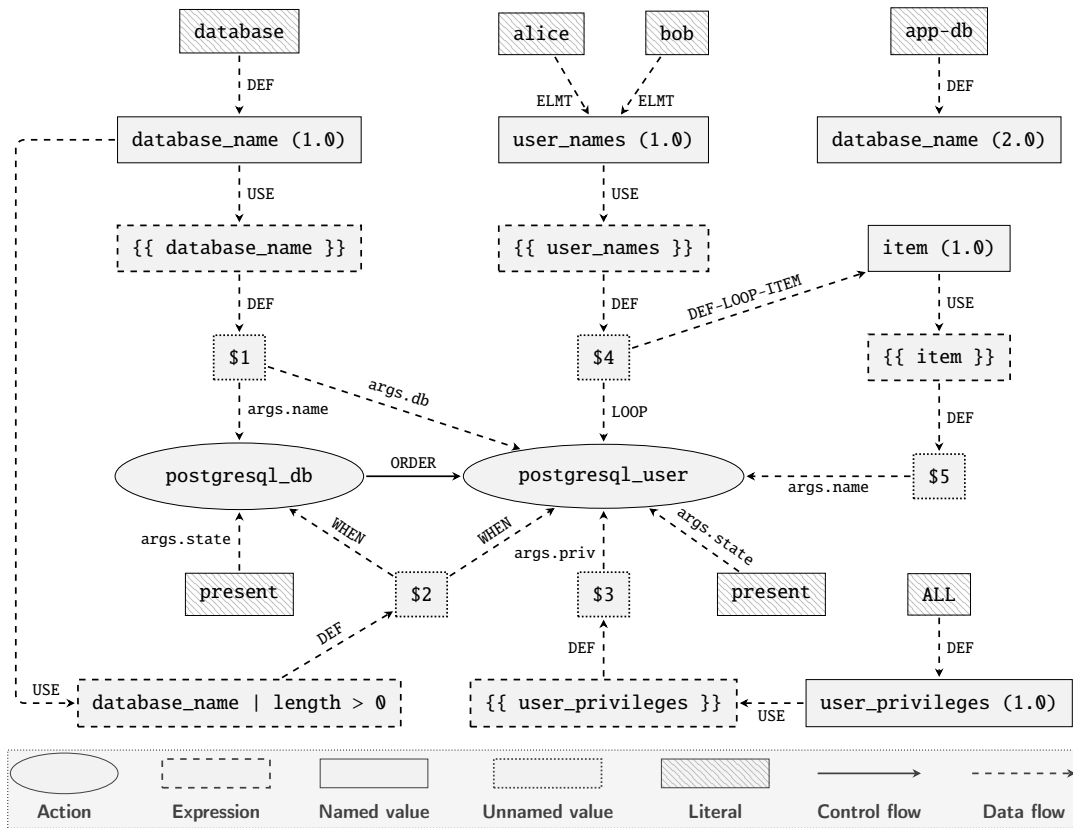 database
alice
bob
app-db
DEF
ELMT
ELMT
DEF
database_name (1.0)
user_names (1.0)
database_name (2.0)
USE
USE
{{ database_name }}
{{ user_names }}
item (1.0)
DEF
DEF
DEF-LOOP-ITEM
USE
$1
$4
{{ item }}
args.name
args.db
LOOP
DEF
postgresql_db
ORDER
postgresql_user
args.name
$5
args.state
WHEN
WHEN
args.priv
args.state
present
$2
$3
present
ALL
DEF
DEF
DEF
USE
database_name | length > 0
{{ user_privileges }}
USE
user_privileges (1.0)
Action
Expression
Named value
Unnamed value
Literal
Control flow
Data flow